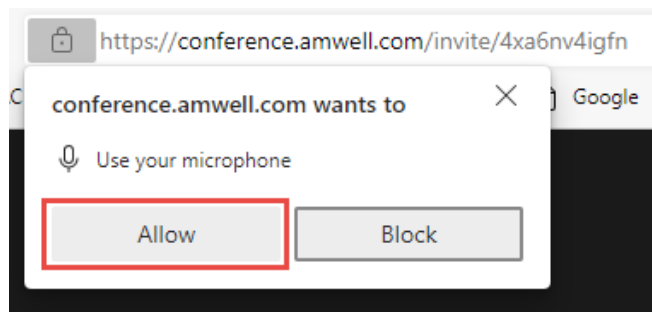 https://conference.amwell.com/invite/4xa6nv4igfn
Google
conference.amwell.com wants to
Use your microphone
Allow Block